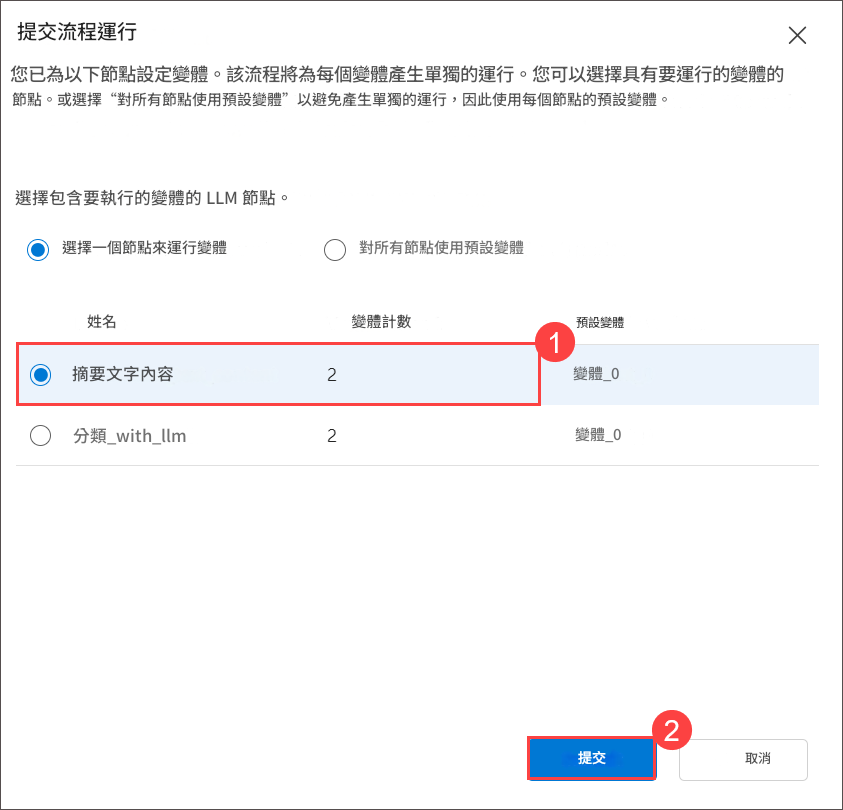 提交流程運行
您已為以下節點設定變體。該流程將為每個變體產生單獨的運行。您可以選擇具有要運行的變體的
節點。或選擇“對所有節點使用預設變體”以避免產生單獨的運行，因此使用每個節點的預設變體。
選擇包含要執行的變體的 LLM 節點。
選擇一個節點來運行變體 對所有節點使用預設變體
姓名 變體計數 預設變體
1
摘要文字內容 2 變體_0
分類_with_llm 2 變體_0
2
提交 取消